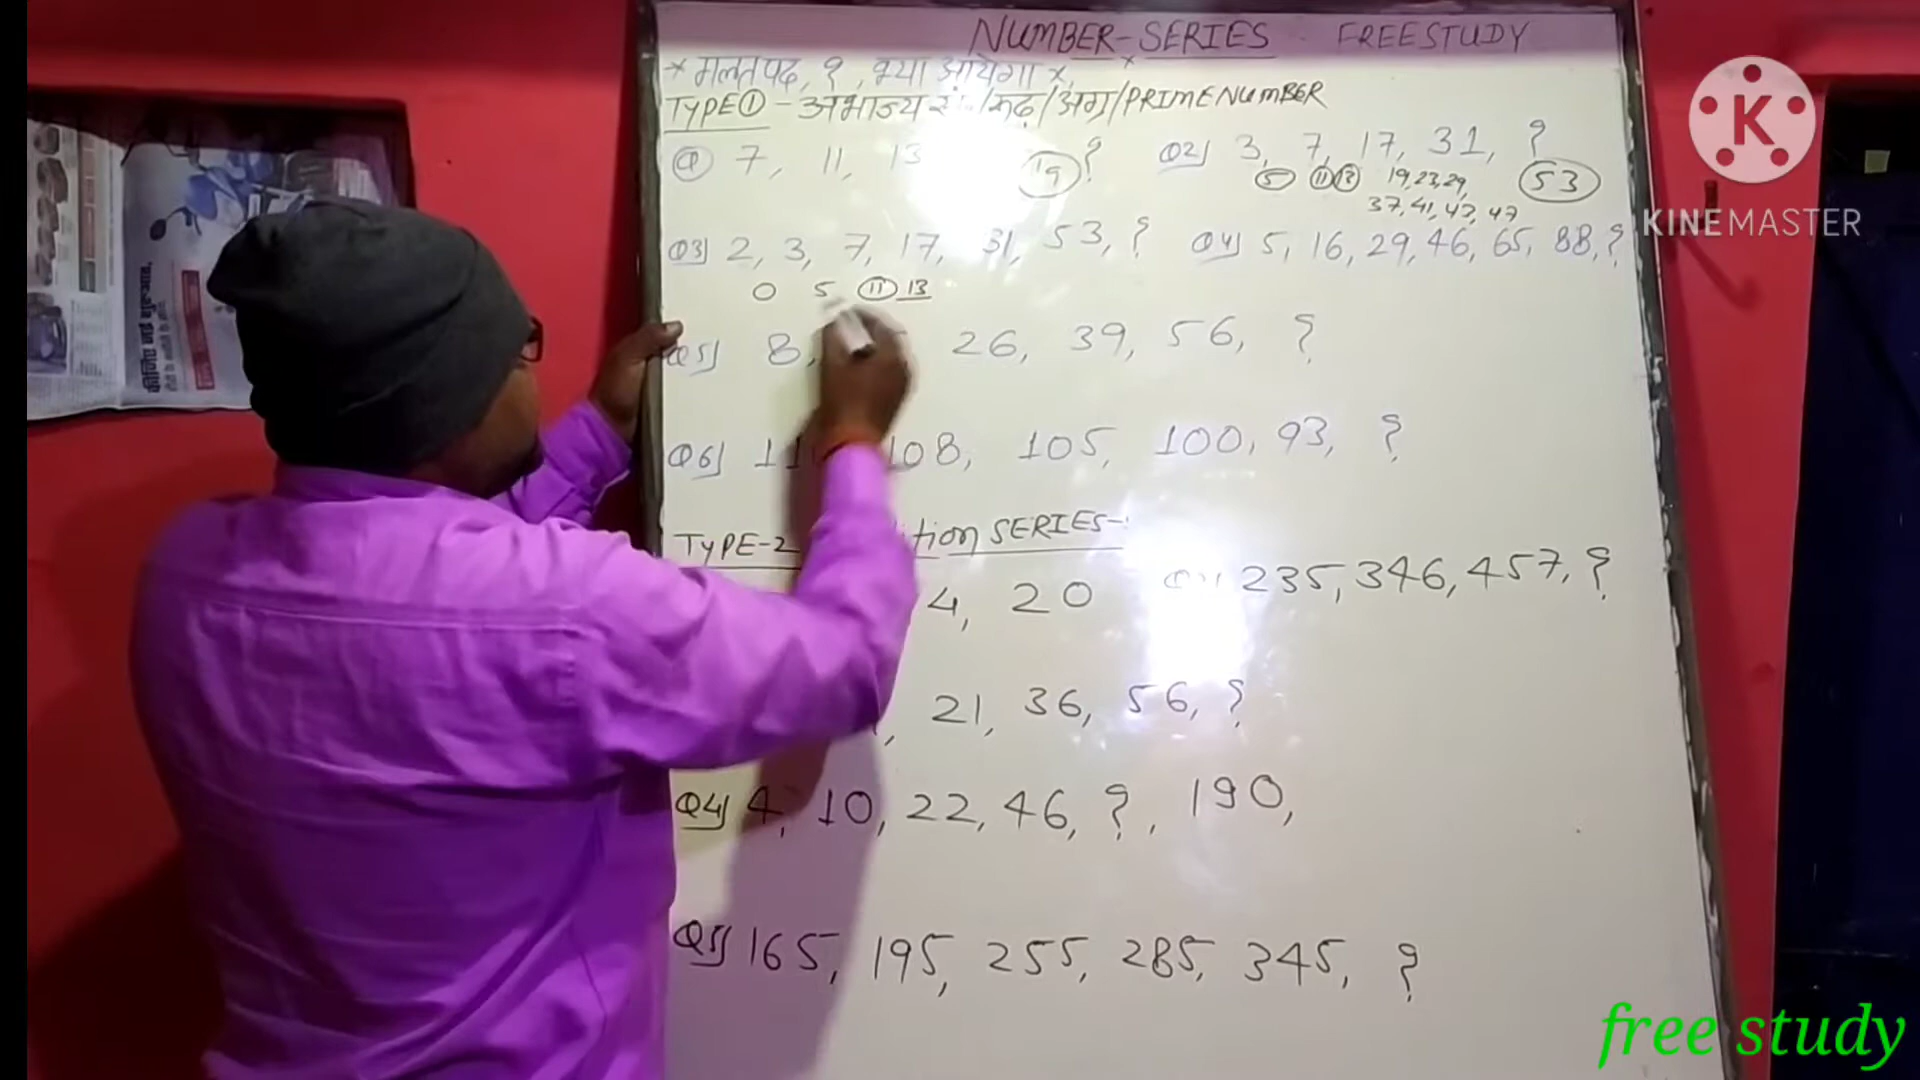 NUMBER-SERIES - FREESTUDY
* गलत पद, ?, क्या आयेगा x,
TYPE① - अभाज्य सं./रूढ़/अभा/PRIME NUMBER
Q 7, 11, 13 19 ?
Q2] 3, 7, 17, 31, ?
5 11 13 19,23,29, 53
37,41,43,47
Q3] 2, 3, 7, 17, 31, 53, ?
0 5 11 13
Q4] 5, 16, 29, 46, 65, 88, ?
Q5] 8, 26, 39, 56, ?
Q6] 108, 105, 100, 93, ?
TYPE-2 ition SERIES-
4, 20
235, 346, 457, ?
21, 36, 56, ?
Q4] 4, 10, 22, 46, ?, 190,
Q5] 165, 195, 255, 285, 345, ?
K
KINEMASTER
free study